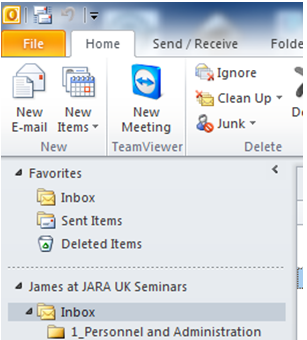 File Home Send / Receive Folde
New E-mail
New Items
New Meeting
Ignore
Clean Up
Junk
De
New TeamViewer Delete
Favorites
Inbox
Sent Items
Deleted Items
James at JARA UK Seminars
Inbox
1_Personnel and Administration